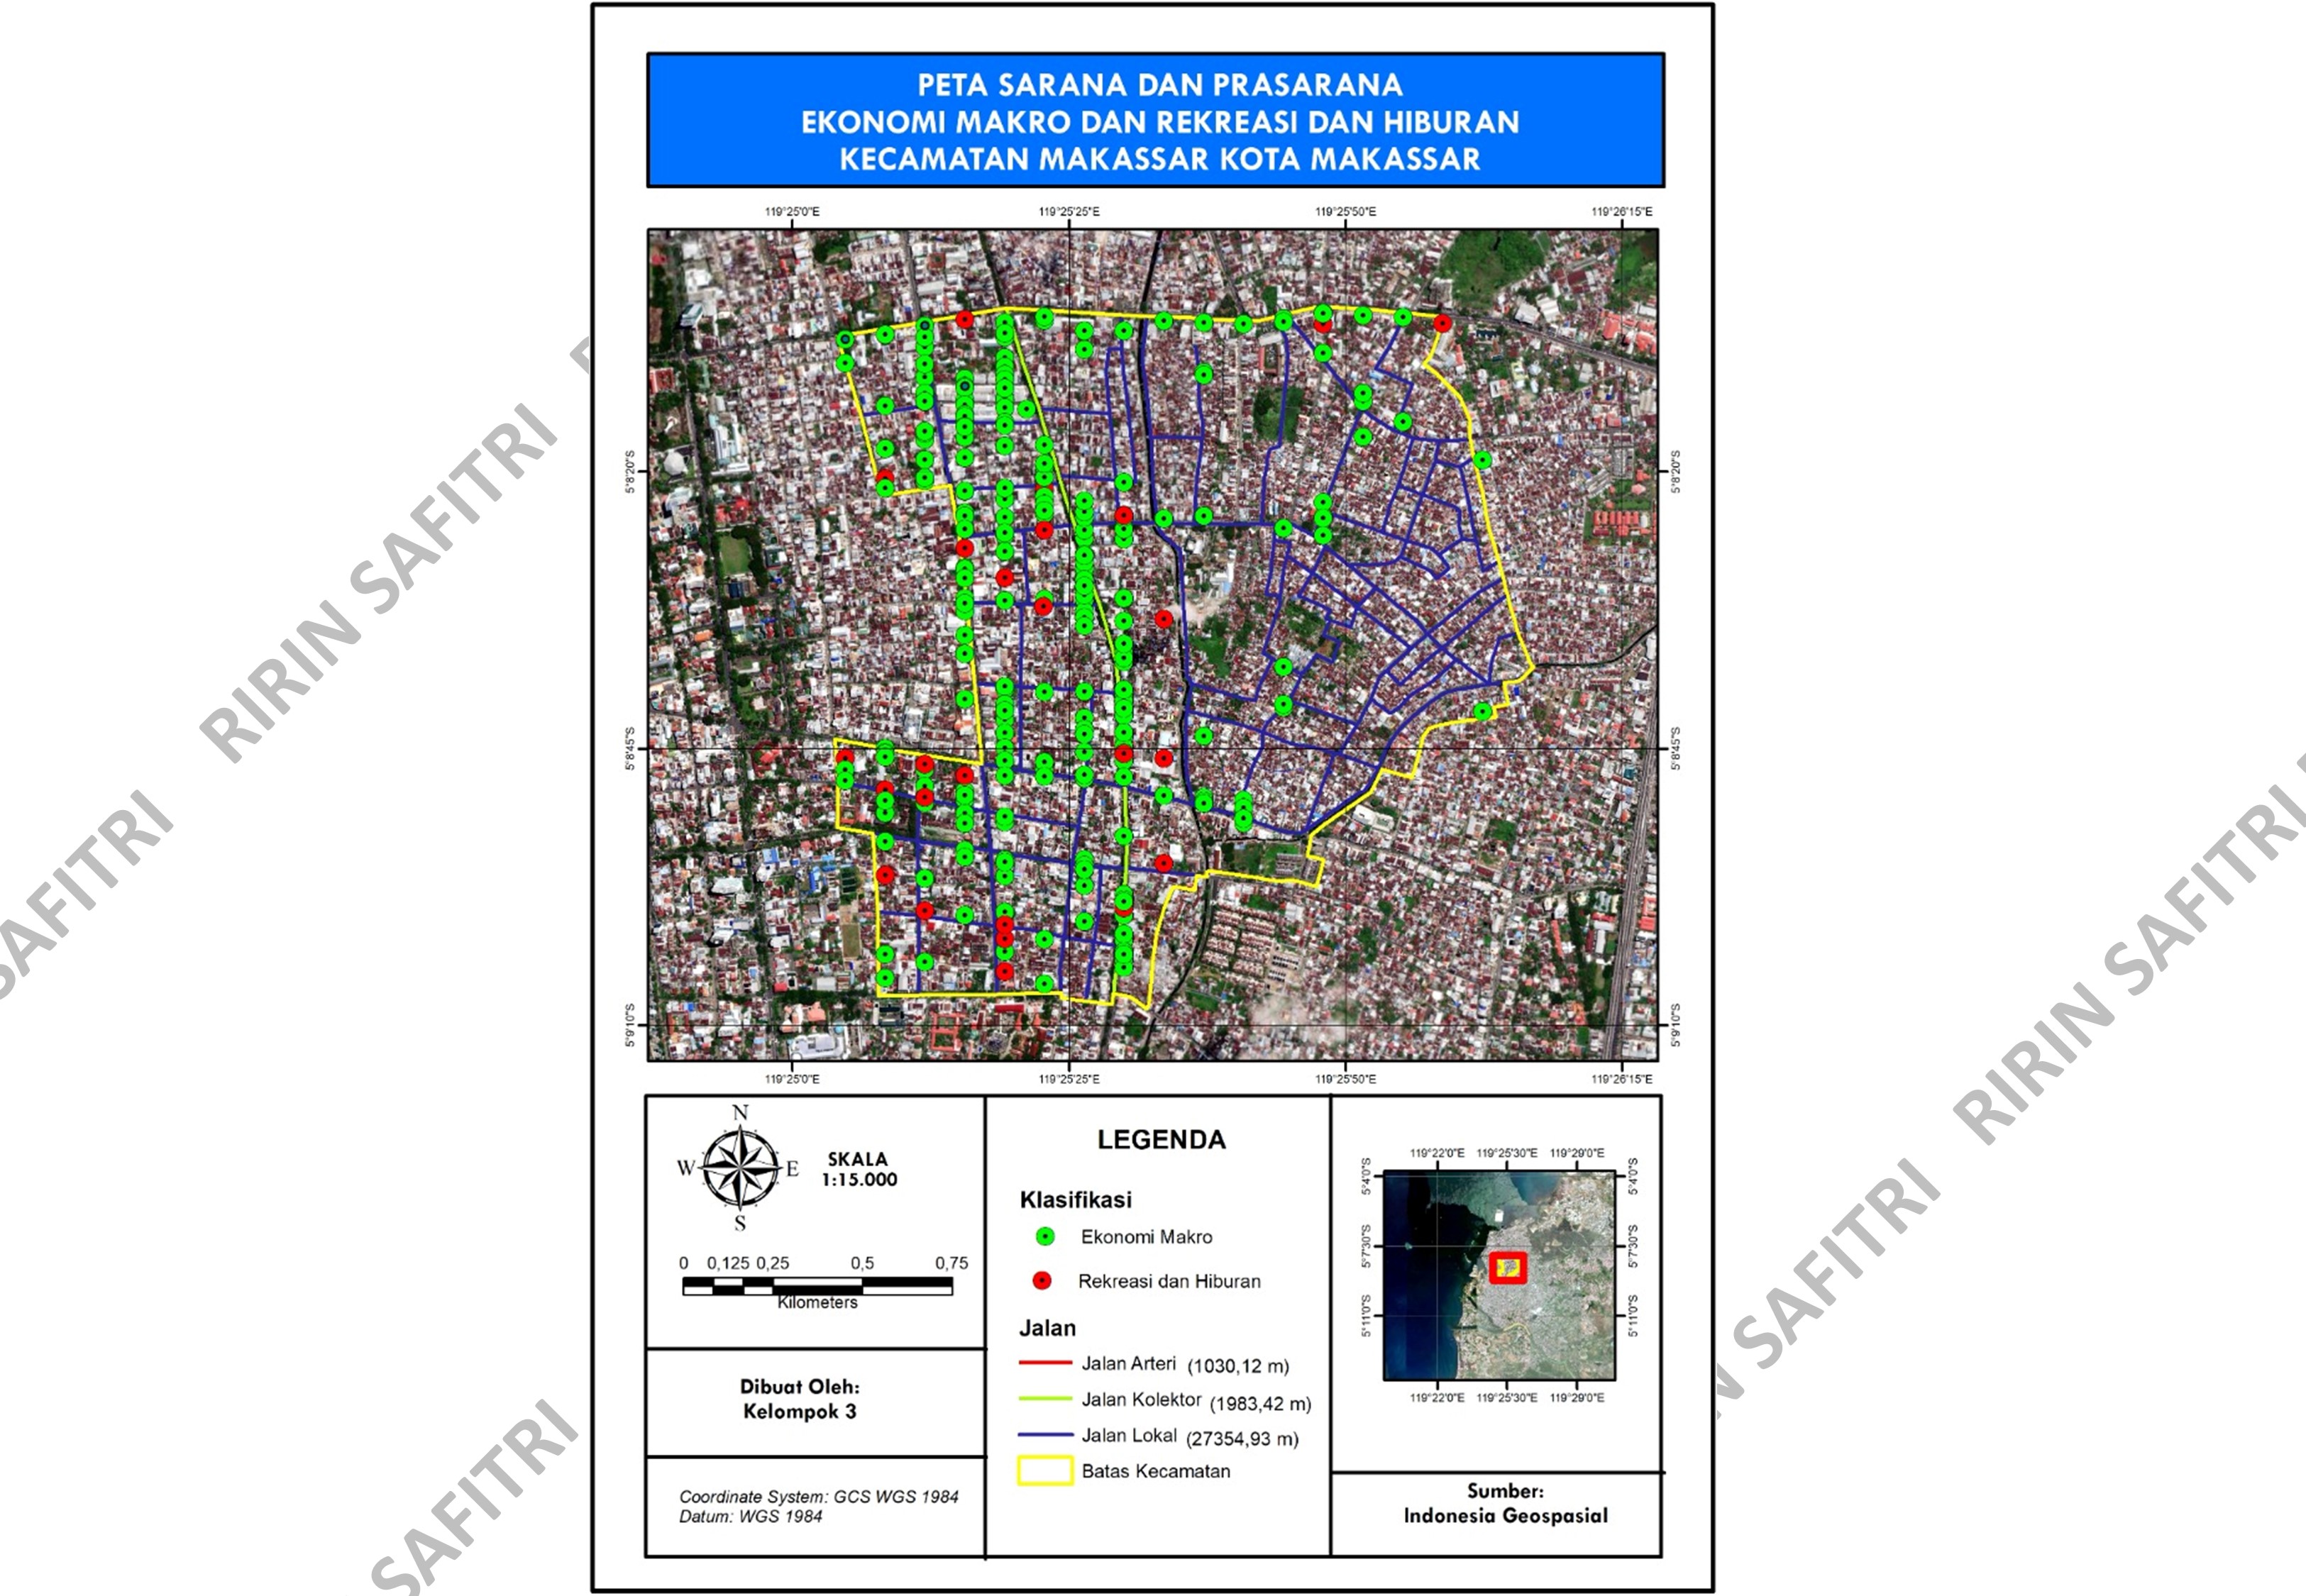 PETA SARANA DAN PRASARANA
EKONOMI MAKRO DAN REKREASI DAN HIBURAN
KECAMATAN MAKASSAR KOTA MAKASSAR
119°25'0"E 119°25'25"E 119°25'50"E 119°26'15"E
5°8'20"S 5°8'20"S
5°8'45"S 5°8'45"S
5°9'10"S 5°9'10"S
119°25'0"E 119°25'25"E 119°25'50"E 119°26'15"E
N
W E
S
SKALA
1:15.000
0 0,125 0,25 0,5 0,75
Kilometers
Dibuat Oleh:
Kelompok 3
Coordinate System: GCS WGS 1984
Datum: WGS 1984
LEGENDA
Klasifikasi
Ekonomi Makro
Rekreasi dan Hiburan
Jalan
Jalan Arteri (1030,12 m)
Jalan Kolektor (1983,42 m)
Jalan Lokal (27354,93 m)
Batas Kecamatan
119°22'0"E 119°25'30"E 119°29'0"E
5°4'0"S 5°4'0"S
5°7'30"S 5°7'30"S
5°11'0"S 5°11'0"S
119°22'0"E 119°25'30"E 119°29'0"E
Sumber:
Indonesia Geospasial
RIRIN SAFITRI
SAFITRI
SAFITRI
RIRIN SAFITRI
SAFITRI